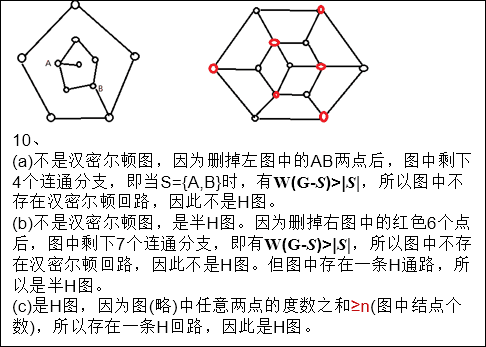 A
B
10、
(a)不是汉密尔顿图，因为删掉左图中的AB两点后，图中剩下
4个连通分支，即当S={A,B}时，有W(G-S)>|S|，所以图中不
存在汉密尔顿回路，因此不是H图。
(b)不是汉密尔顿图，是半H图。因为删掉右图中的红色6个点
后，图中剩下7个连通分支，即有W(G-S)>|S|，所以图中不存
在汉密尔顿回路，因此不是H图。但图中存在一条H通路，所
以是半H图。
(c)是H图，因为图(略)中任意两点的度数之和≥n(图中结点个
数)，所以存在一条H回路，因此是H图。